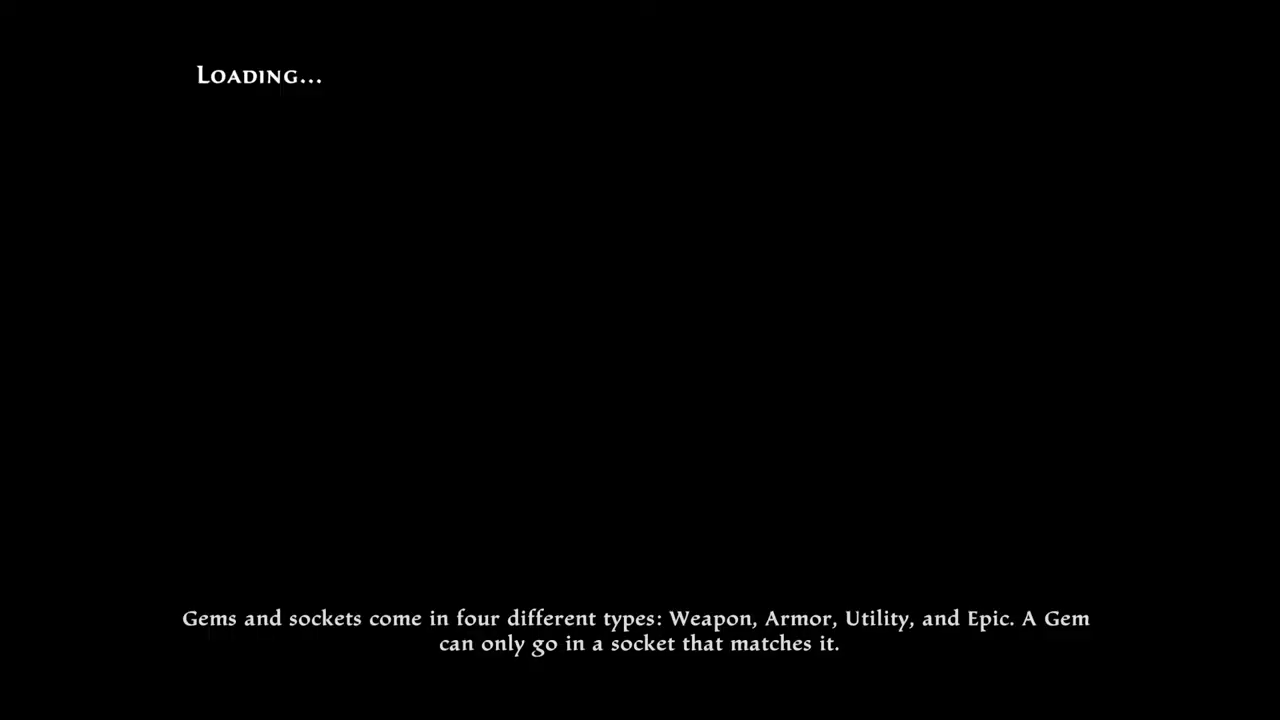 Loading...
Gems and sockets come in four different types: Weapon, Armor, Utility, and Epic. A Gem
can only go in a socket that matches it.